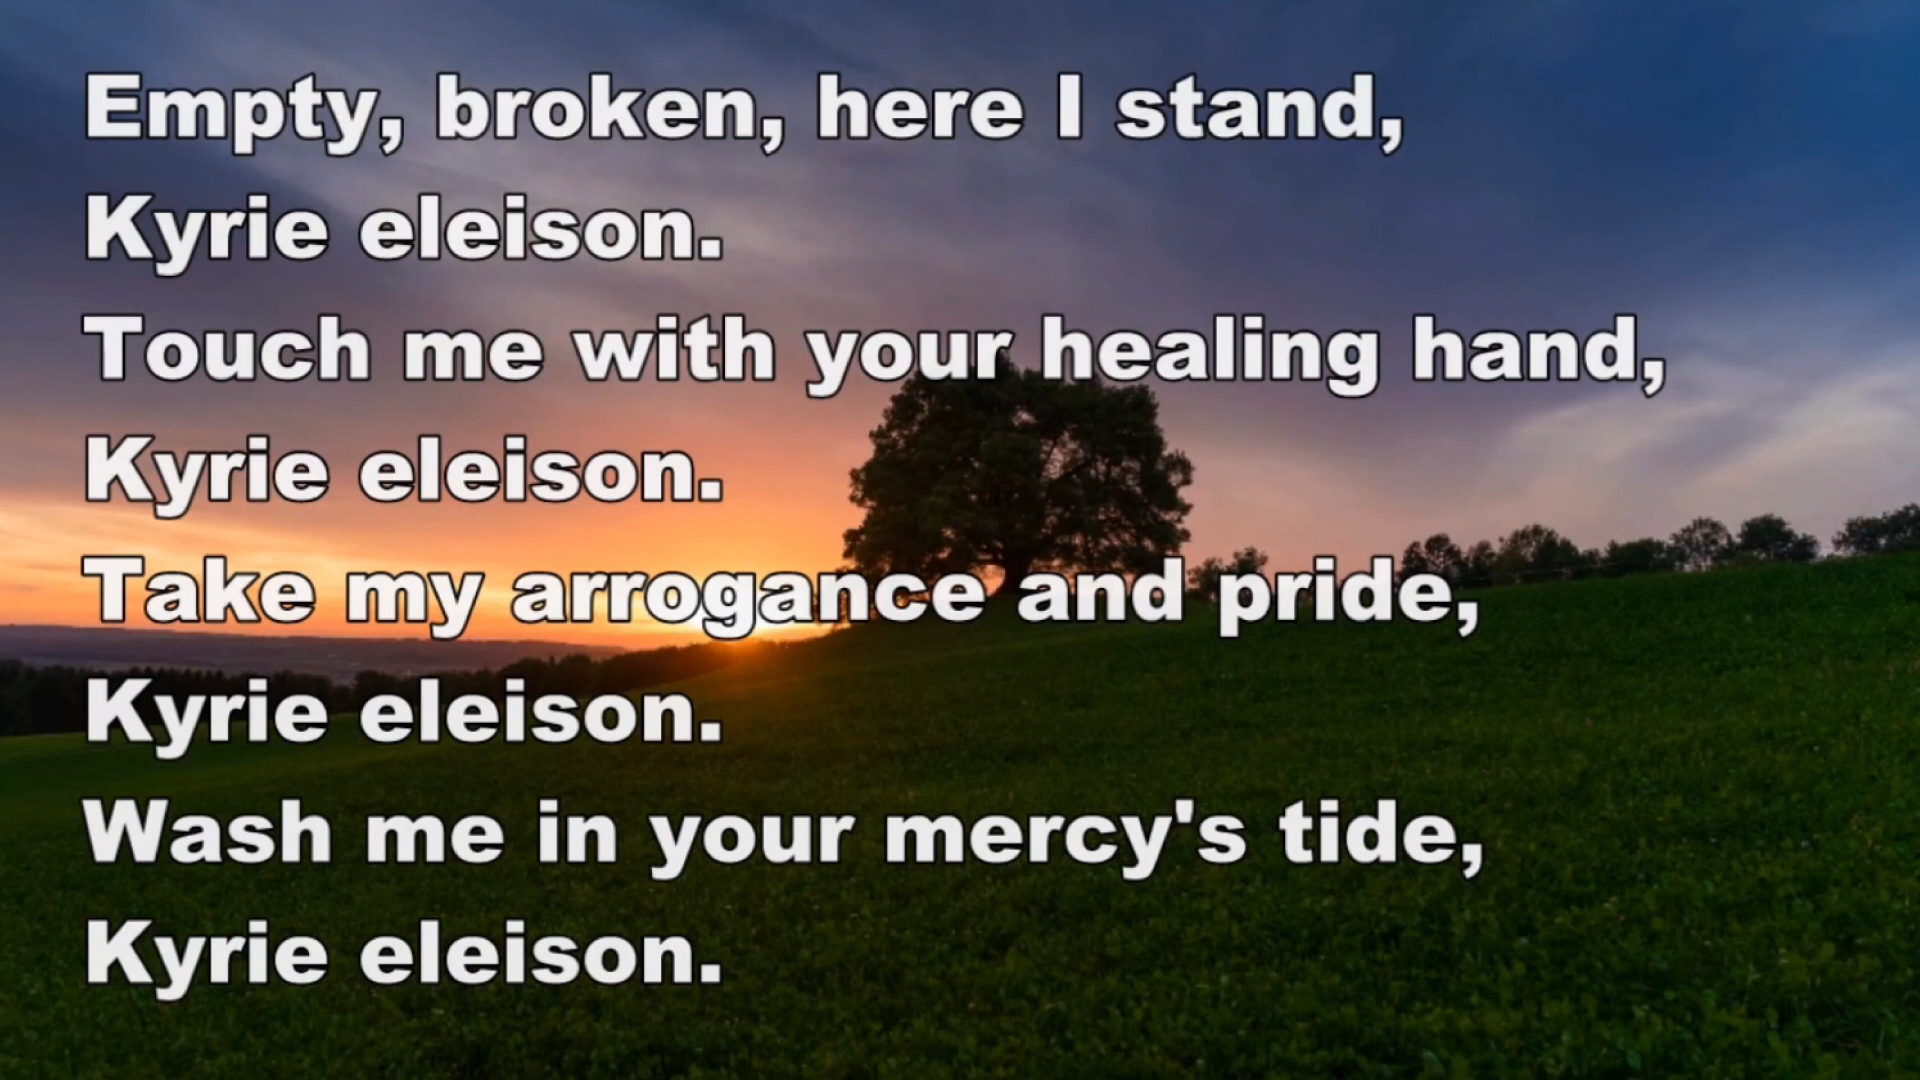 Empty, broken, here I stand,
Kyrie eleison.
Touch me with your healing hand,
Kyrie eleison.
Take my arrogance and pride,
Kyrie eleison.
Wash me in your mercy's tide,
Kyrie eleison.